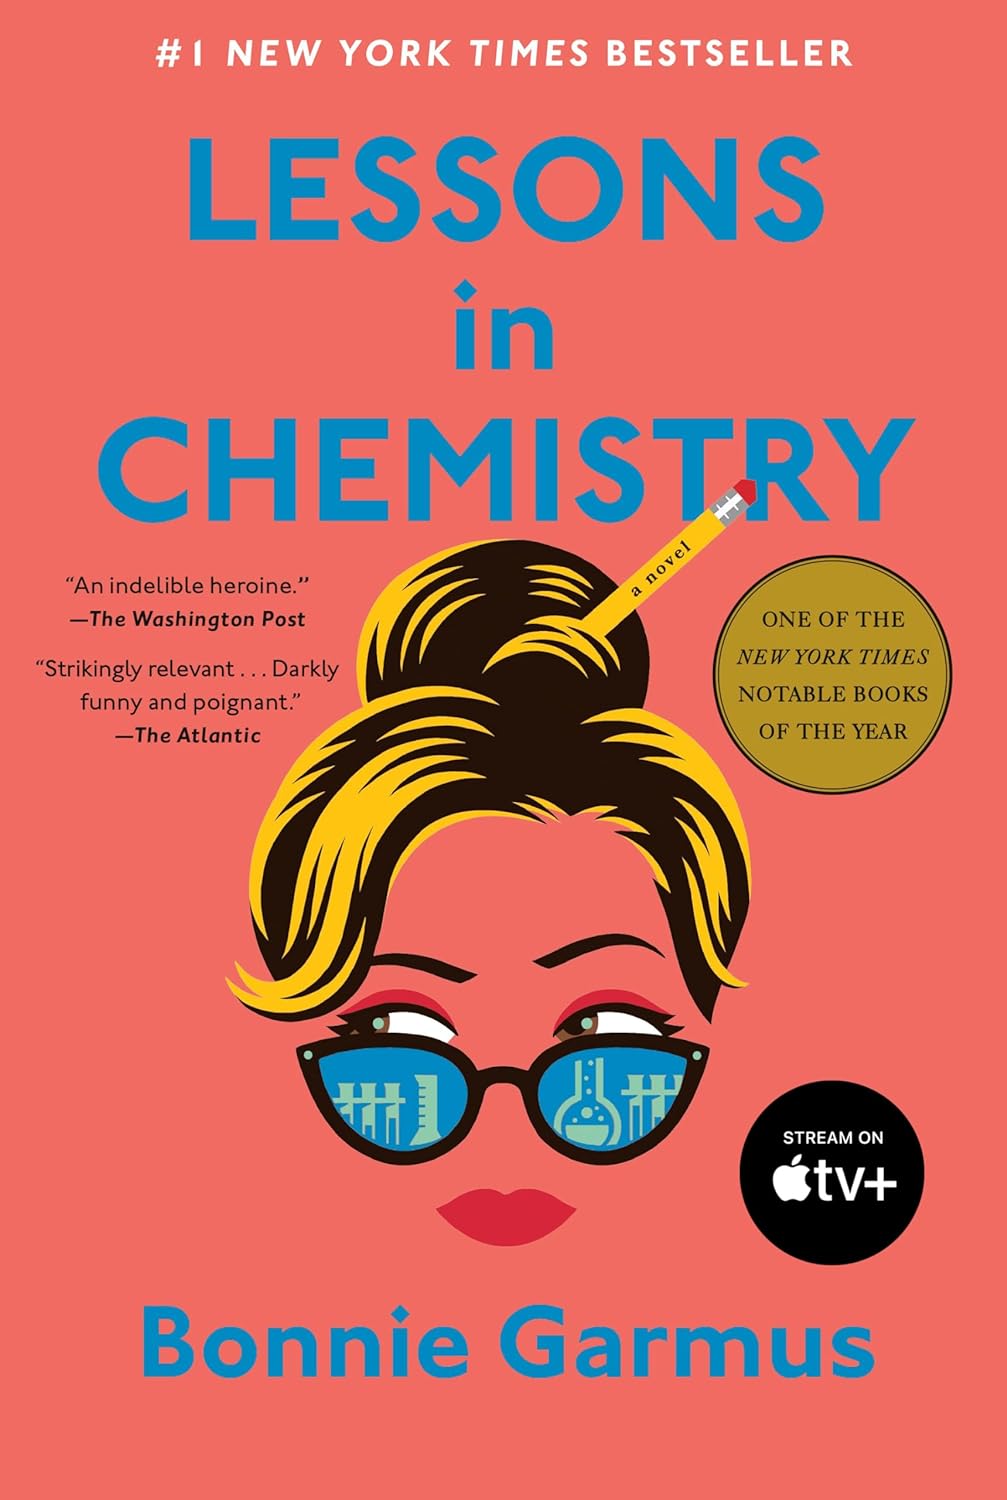 #1 NEW YORK TIMES BESTSELLER
LESSONS
in
CHEMISTRY
a novel
“An indelible heroine.”
—The Washington Post
“Strikingly relevant . . . Darkly
funny and poignant.”
—The Atlantic
ONE OF THE
NEW YORK TIMES
NOTABLE BOOKS
OF THE YEAR
STREAM ON
tv+
Bonnie Garmus